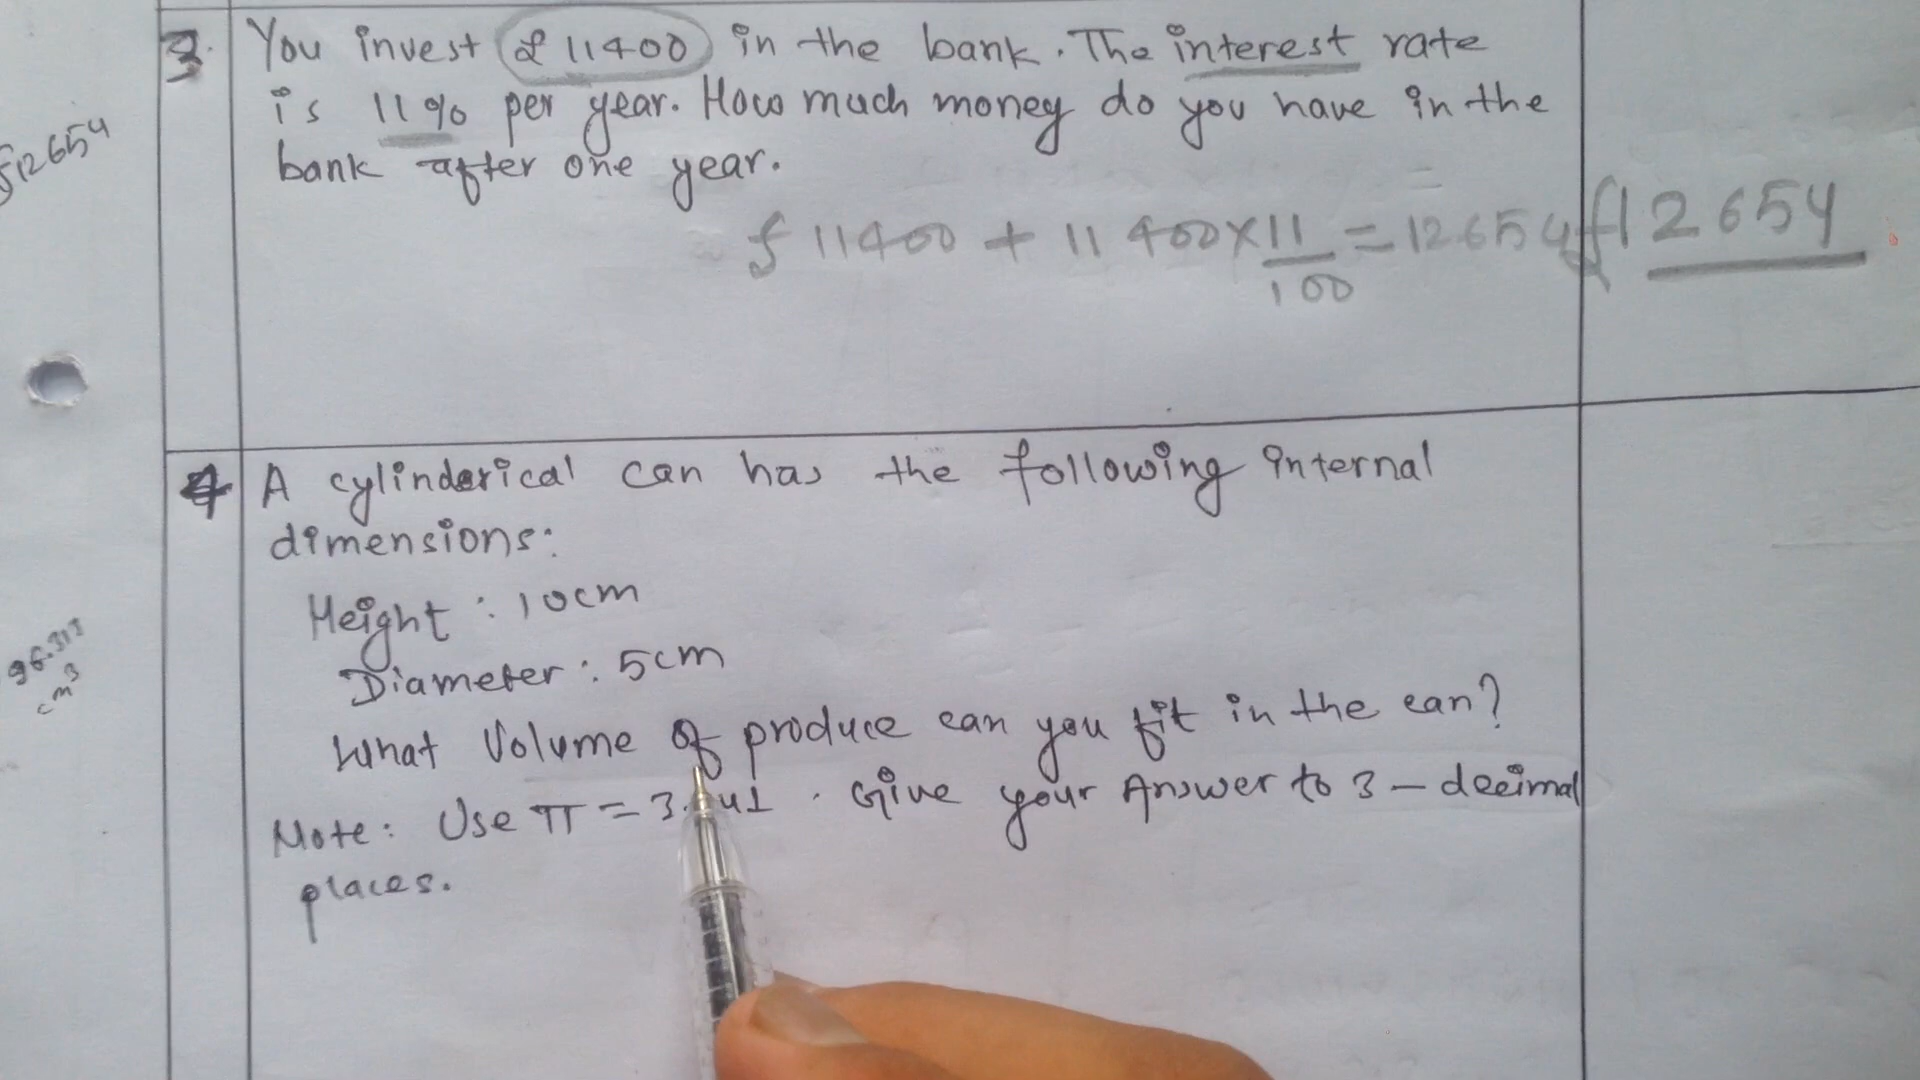 3. You invest £ 11400 in the bank. The interest rate
is 11% per year. How much money do you have in the
bank after one year.
£ 11400 + 11400 × 11/100 = 12654 £12654
£12654
4 A cylinderical can has the following internal
dimensions:
Height : 10cm
Diameter : 5cm
What Volume of produce can you fit in the can?
Note: Use π = 3. . Give your Answer to 3 - decimal
places.
cm³